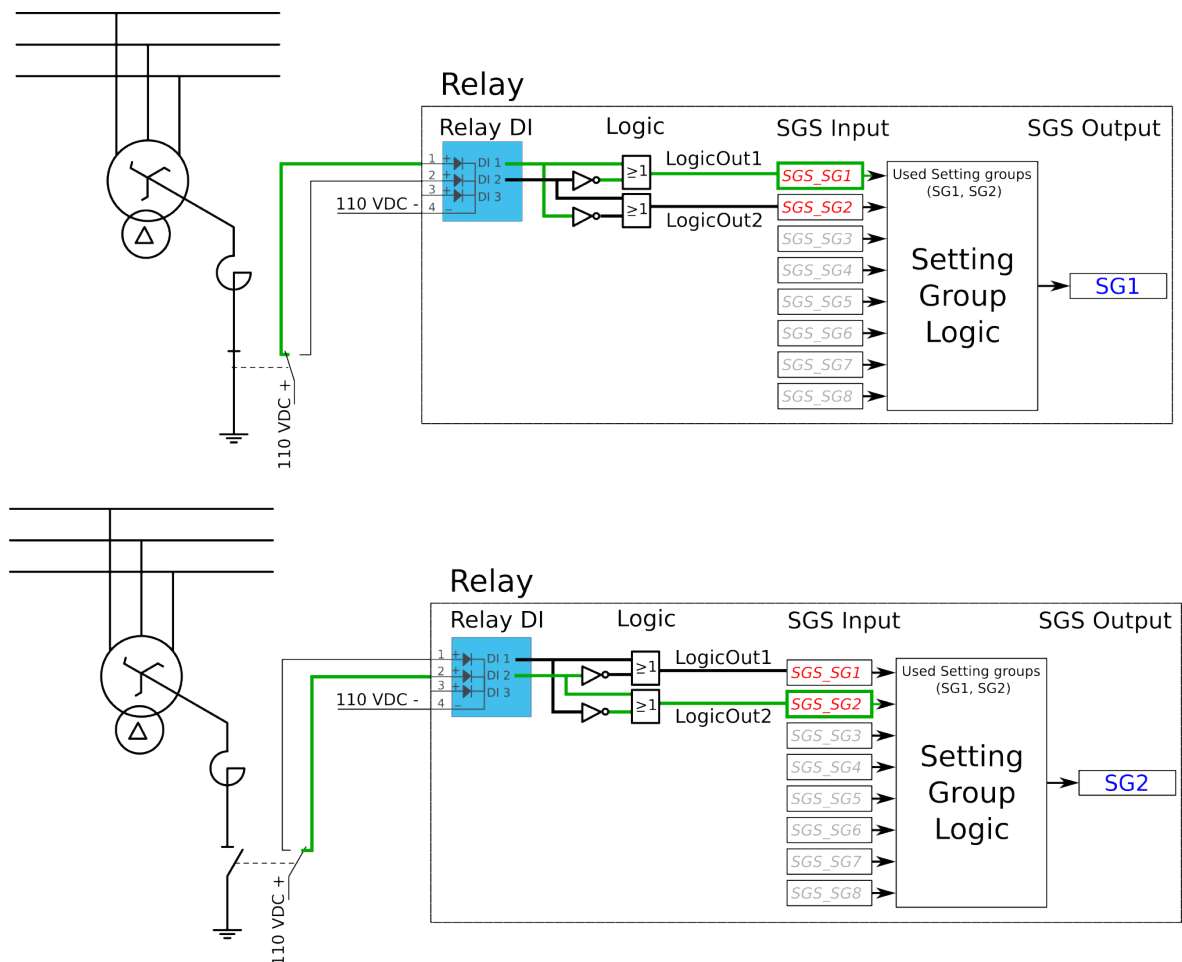 Relay
Relay DI
Logic
SGS Input
SGS Output
1 +
2 +
3 +
4 −
DI 1
DI 2
DI 3
110 VDC -
≥1
≥1
LogicOut1
LogicOut2
SGS_SG1
SGS_SG2
SGS_SG3
SGS_SG4
SGS_SG5
SGS_SG6
SGS_SG7
SGS_SG8
Used Setting groups
(SG1, SG2)
Setting
Group
Logic
SG1
110 VDC +
Δ
Relay
Relay DI
Logic
SGS Input
SGS Output
1 +
2 +
3 +
4 −
DI 1
DI 2
DI 3
110 VDC -
≥1
≥1
LogicOut1
LogicOut2
SGS_SG1
SGS_SG2
SGS_SG3
SGS_SG4
SGS_SG5
SGS_SG6
SGS_SG7
SGS_SG8
Used Setting groups
(SG1, SG2)
Setting
Group
Logic
SG2
110 VDC +
Δ